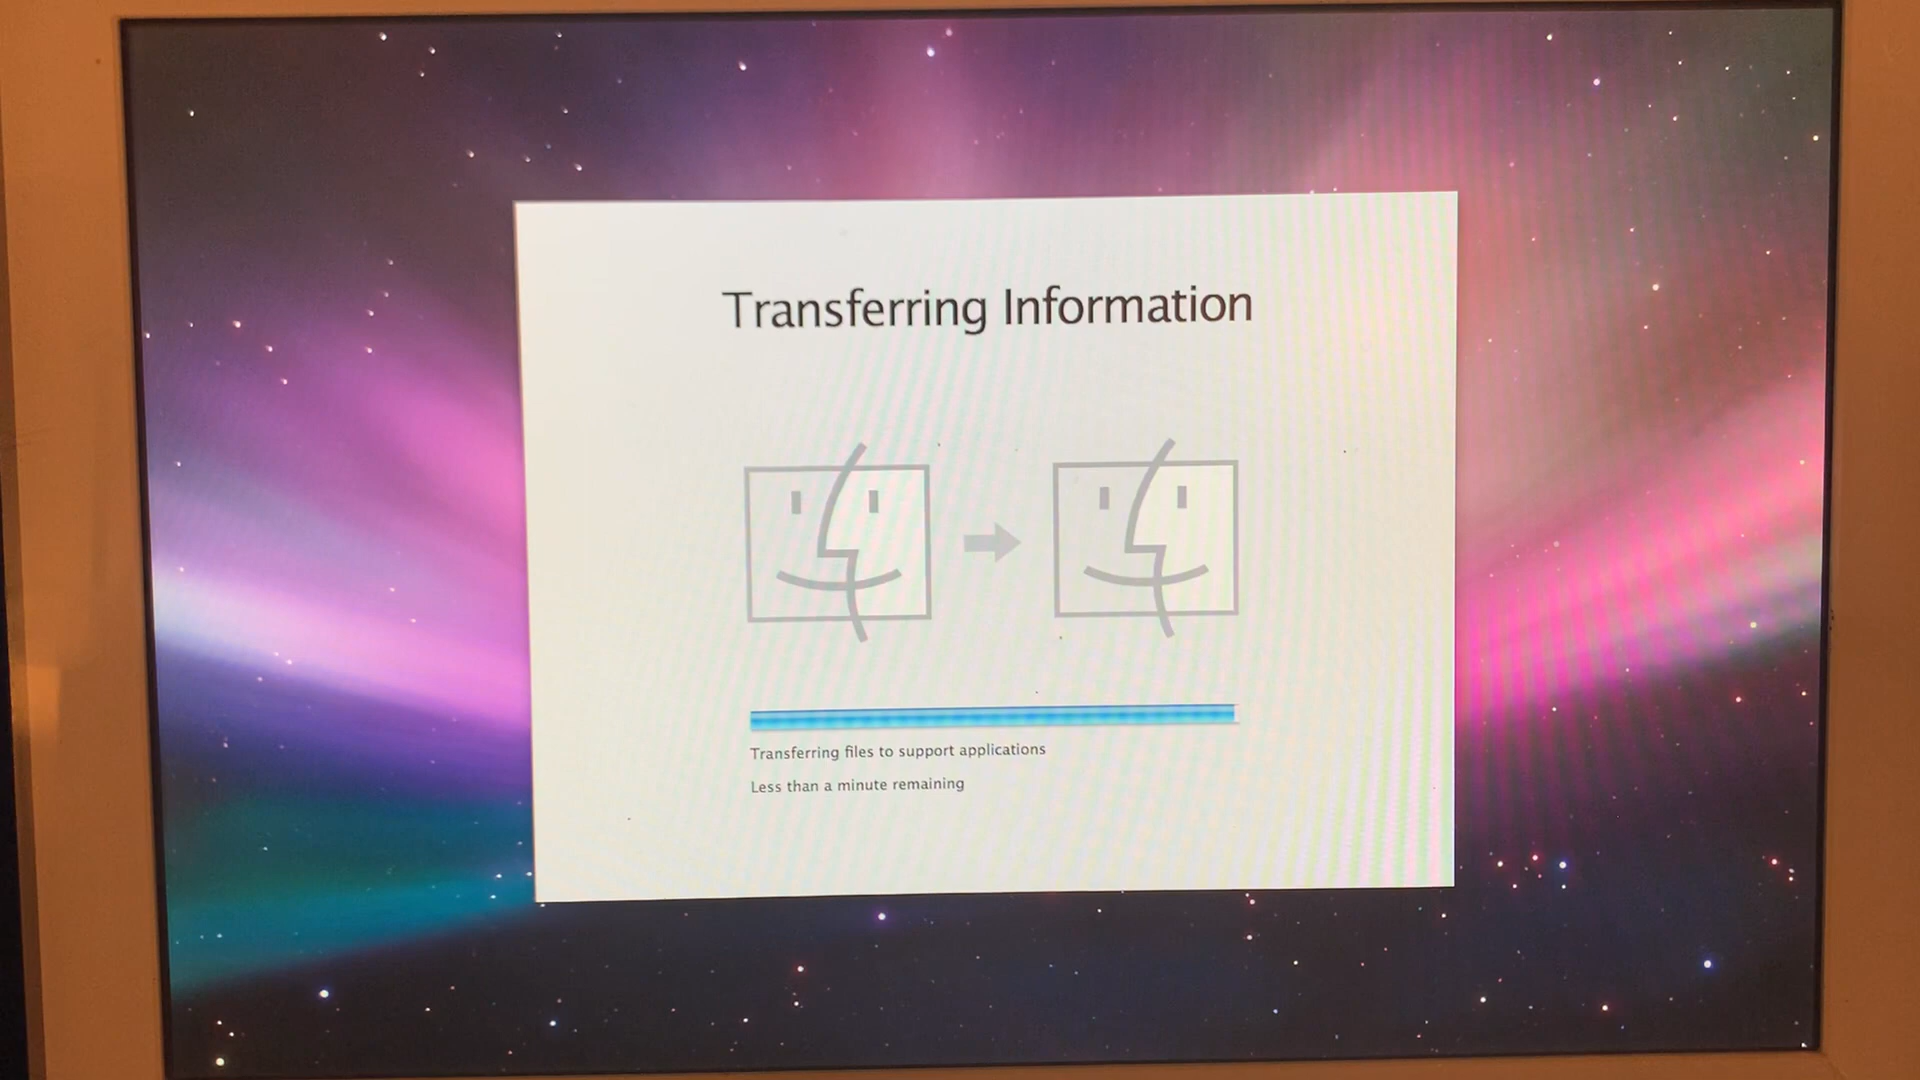 Transferring Information
Transferring files to support applications
Less than a minute remaining